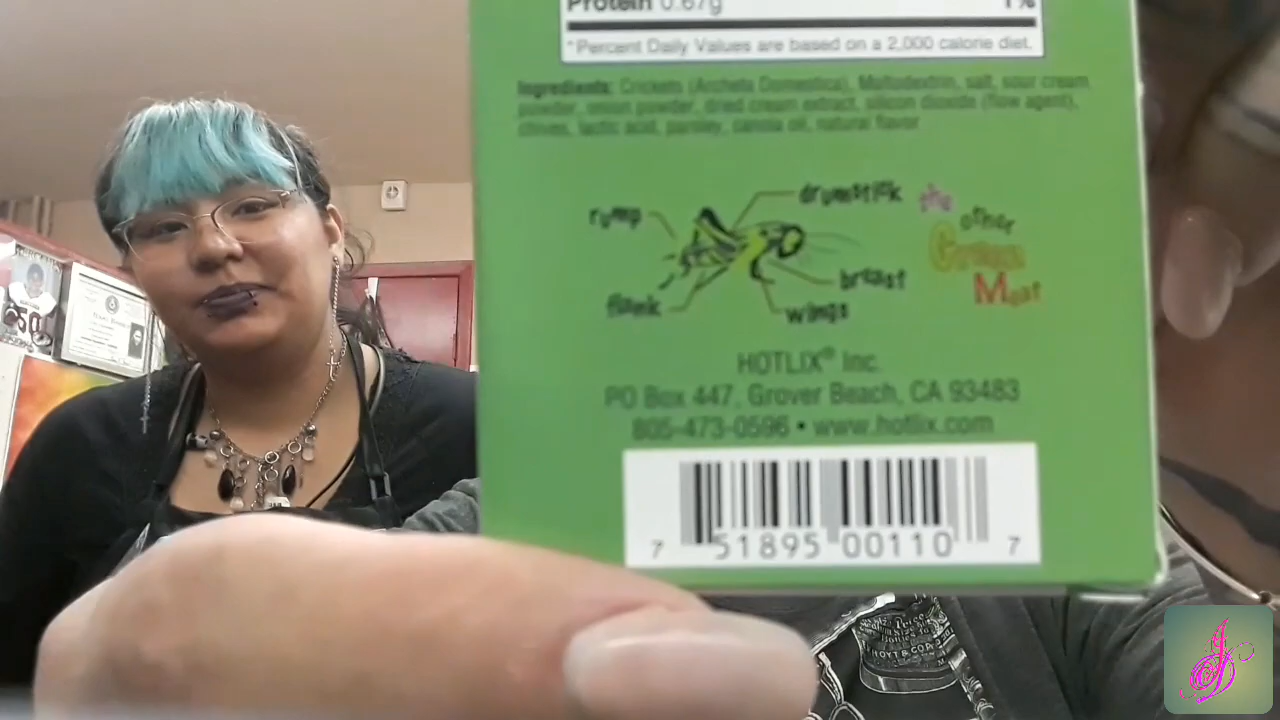 Protein 0.67g 1%
*Percent Daily Values are based on a 2,000 calorie diet.
Ingredients: Crickets (Acheta Domestica), Maltodextrin, salt, sour cream
powder, onion powder, dried cream extract, silicon dioxide (flow agent),
chives, lactic acid, parsley, canola oil, natural flavor
rump
drumstick
the
other
Green
Meat
flank
breast
wings
HOTLIX® Inc.
PO Box 447, Grover Beach, CA 93483
805-473-0596 • www.hotlix.com
7 51895 00110 7
50